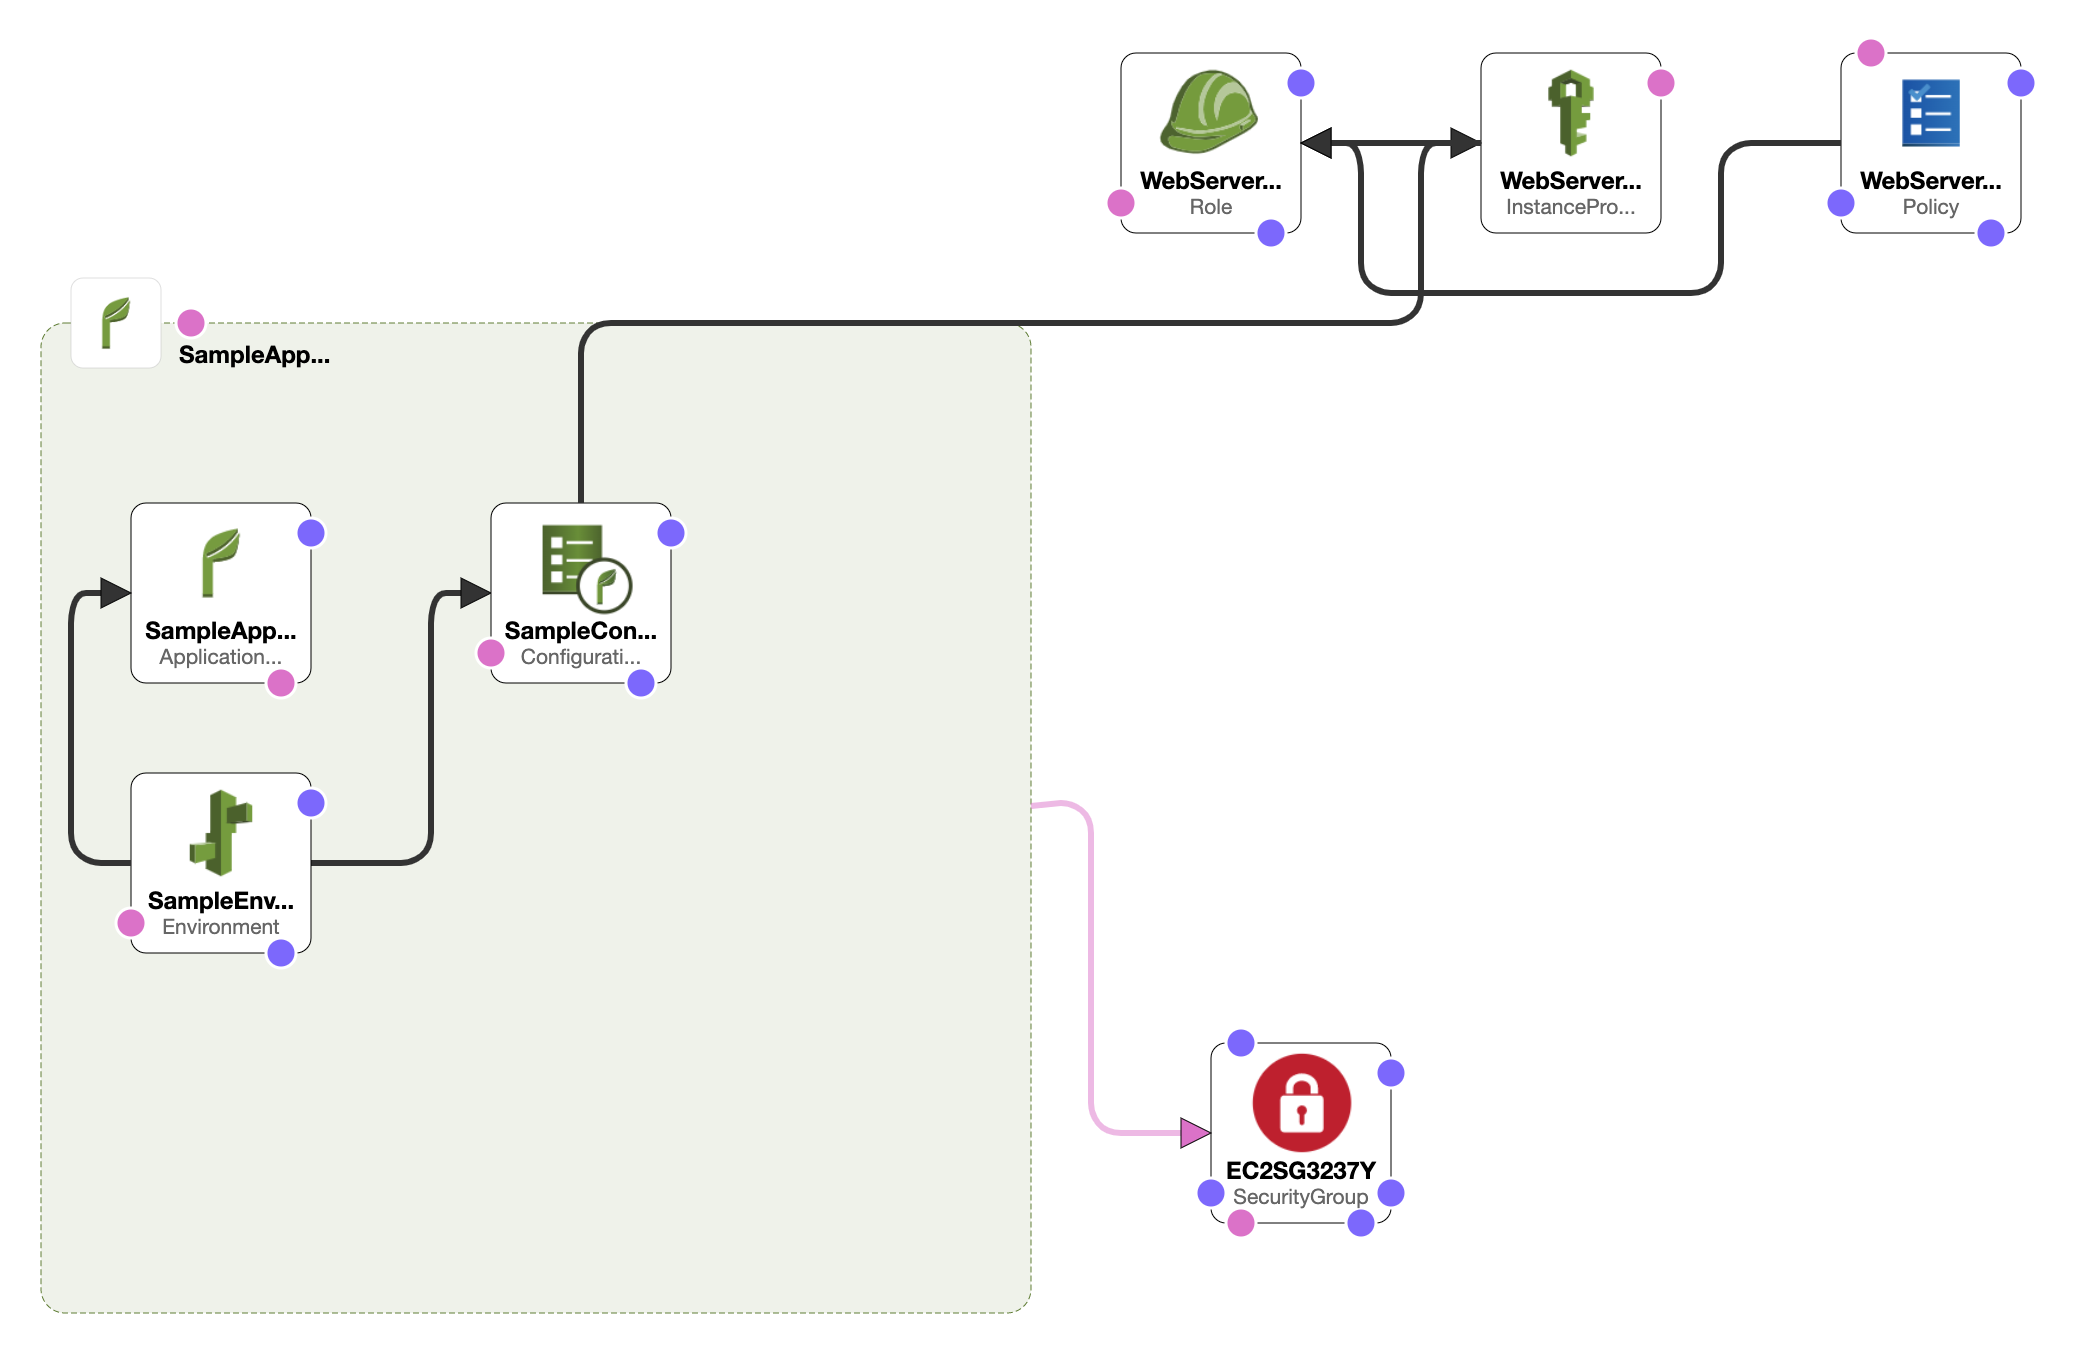 WebServer...
Role
WebServer...
InstancePro...
WebServer...
Policy
SampleApp...
SampleApp...
Application...
SampleCon...
Configurati...
SampleEnv...
Environment
EC2SG3237Y
SecurityGroup